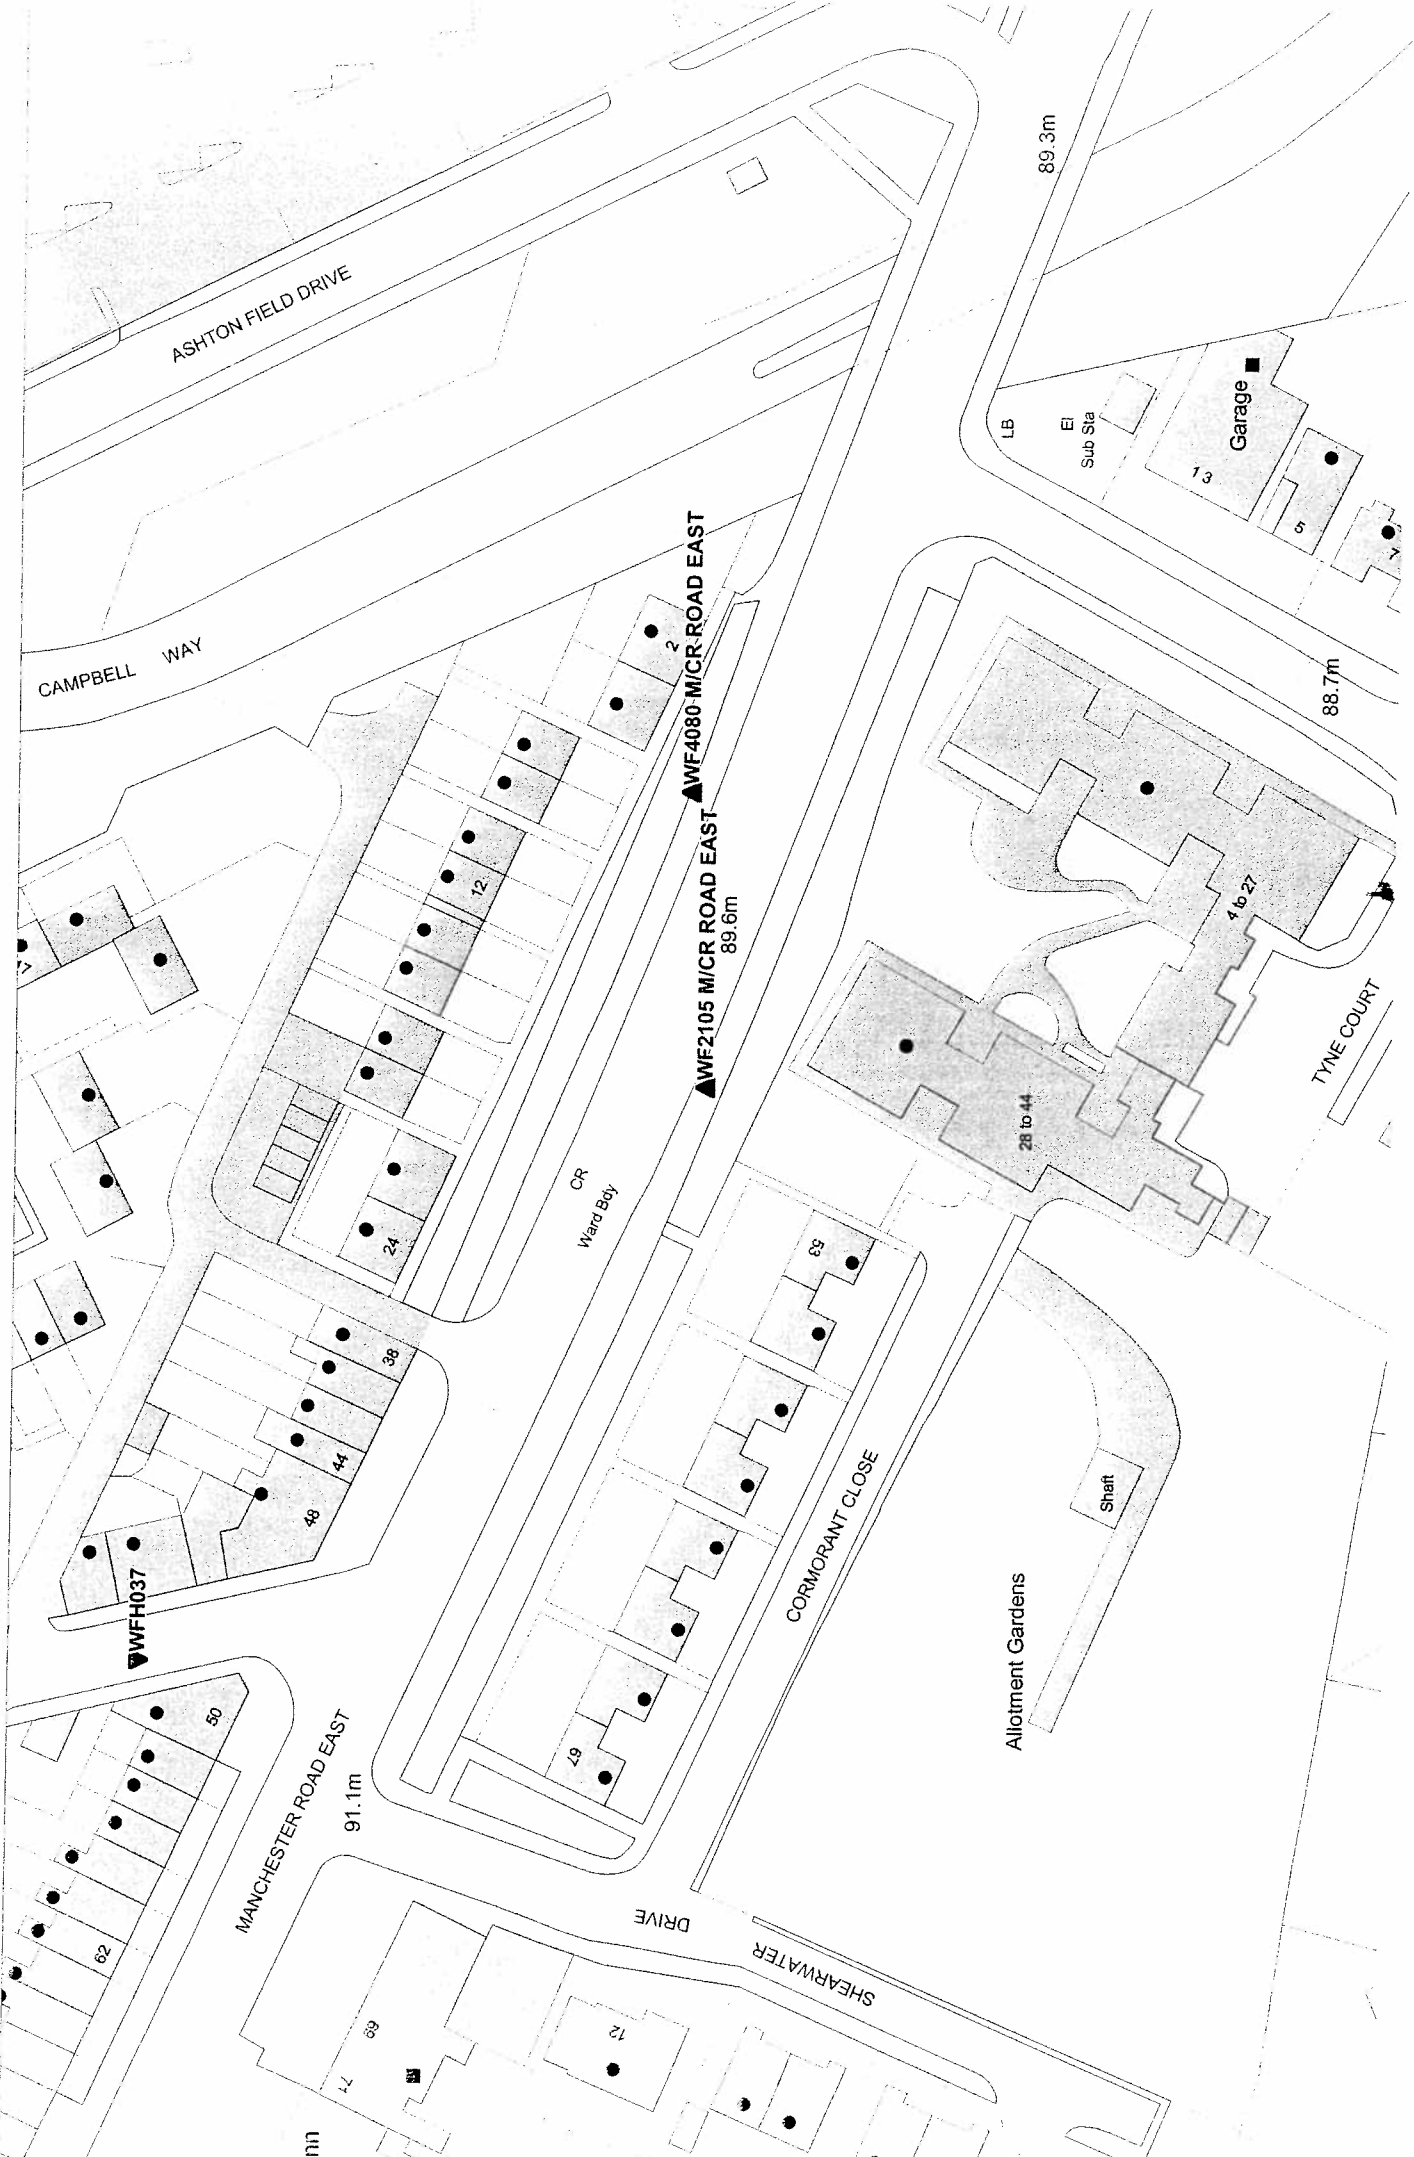 ASHTON FIELD DRIVE
89.3m
CAMPBELL WAY
LB
El
Sub Sta
Garage
13
5
7
88.7m
2
WF4080 M/CR ROAD EAST
WF2105 M/CR ROAD EAST
89.6m
12
4 to 27
TYNE COURT
28 to 44
CR
Ward Bdy
24
53
38
44
48
CORMORANT CLOSE
Shaft
Allotment Gardens
WFH037
50
67
MANCHESTER ROAD EAST
91.1m
62
SHEARWATER DRIVE
69
71
12